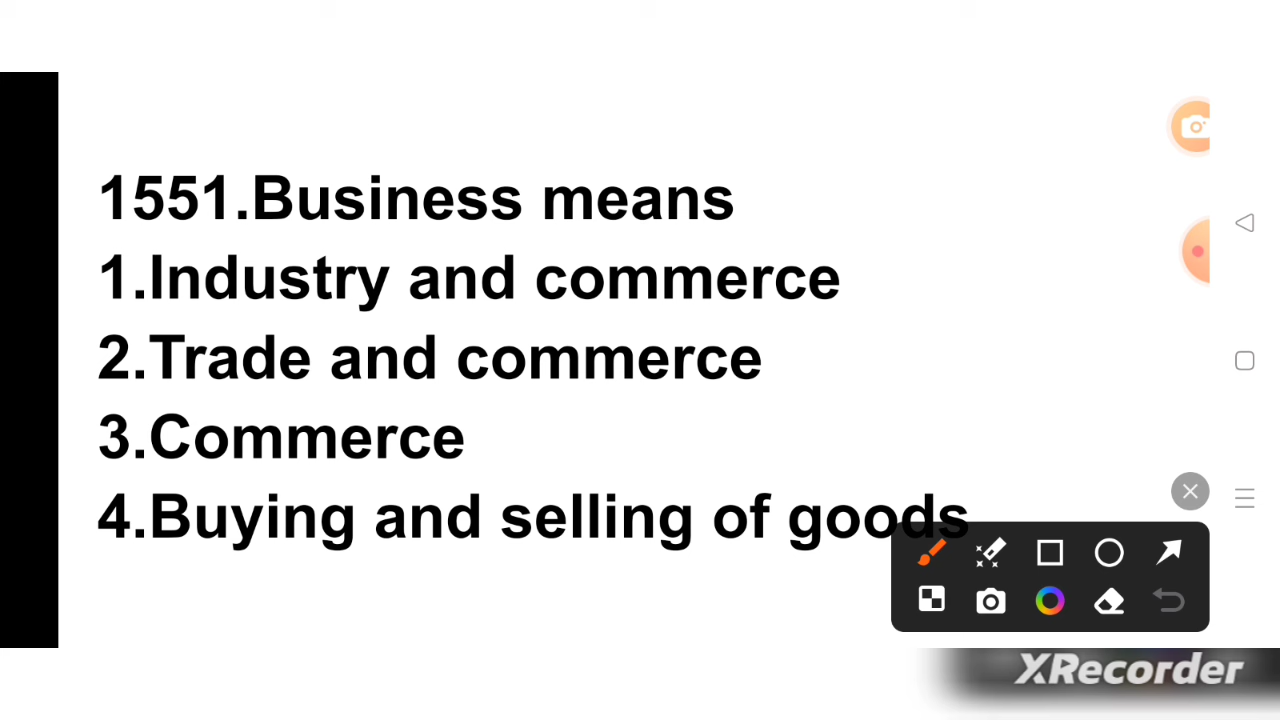 1551.Business means
1.Industry and commerce
2.Trade and commerce
3.Commerce
4.Buying and selling of goods
XRecorder